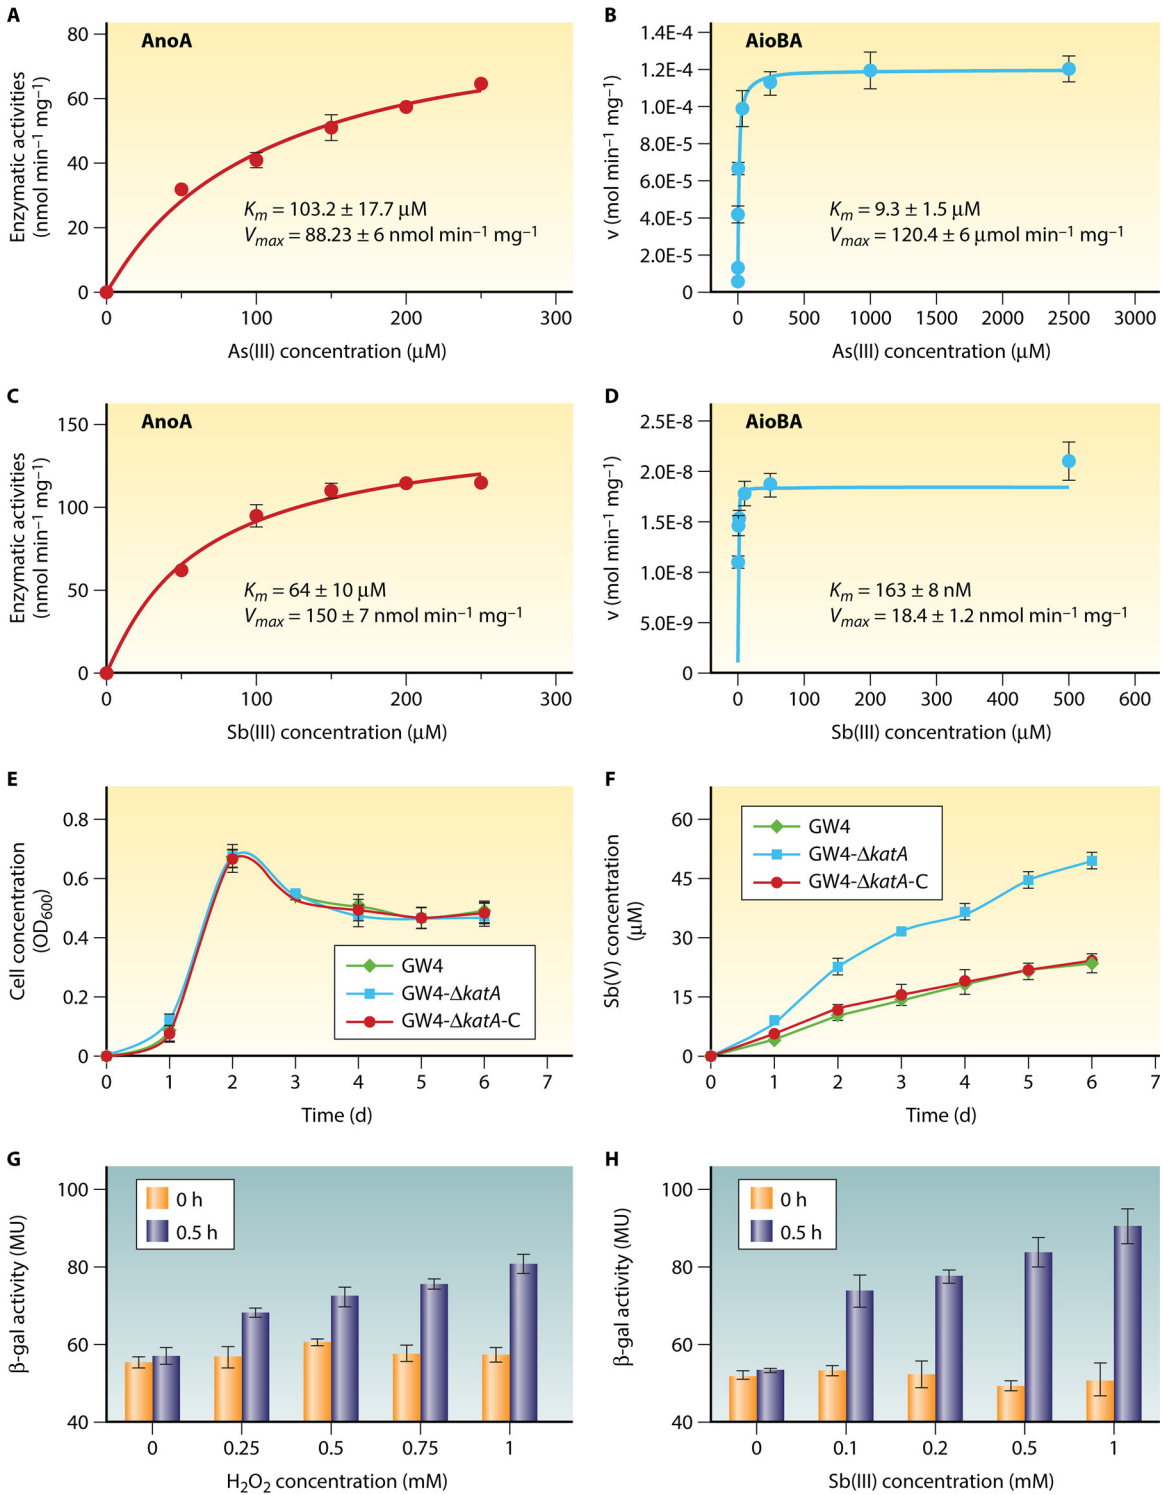 A
AnoA
Enzymatic activities
(nmol min⁻¹ mg⁻¹)
80
60
40
20
0
Kₘ = 103.2 ± 17.7 μM
Vₘₐₓ = 88.23 ± 6 nmol min⁻¹ mg⁻¹
0 100 200 300
As(III) concentration (μM)
B
AioBA
v (mol min⁻¹ mg⁻¹)
1.4E-4
1.2E-4
1.0E-4
8.0E-5
6.0E-5
4.0E-5
2.0E-5
0
Kₘ = 9.3 ± 1.5 μM
Vₘₐₓ = 120.4 ± 6 μmol min⁻¹ mg⁻¹
0 500 1000 1500 2000 2500 3000
As(III) concentration (μM)
C
AnoA
Enzymatic activities
(nmol min⁻¹ mg⁻¹)
150
100
50
0
Kₘ = 64 ± 10 μM
Vₘₐₓ = 150 ± 7 nmol min⁻¹ mg⁻¹
0 100 200 300
Sb(III) concentration (μM)
D
AioBA
v (mol min⁻¹ mg⁻¹)
2.5E-8
2.0E-8
1.5E-8
1.0E-8
5.0E-9
0
Kₘ = 163 ± 8 nM
Vₘₐₓ = 18.4 ± 1.2 nmol min⁻¹ mg⁻¹
0 100 200 300 400 500 600
Sb(III) concentration (μM)
E
Cell concentration
(OD₆₀₀)
0.8
0.6
0.4
0.2
0
GW4
GW4-ΔkatA
GW4-ΔkatA-C
0 1 2 3 4 5 6 7
Time (d)
F
Sb(V) concentration
(μM)
60
45
30
15
0
GW4
GW4-ΔkatA
GW4-ΔkatA-C
0 1 2 3 4 5 6 7
Time (d)
G
β-gal activity (MU)
100
80
60
40
0 h
0.5 h
0 0.25 0.5 0.75 1
H₂O₂ concentration (mM)
H
β-gal activity (MU)
100
80
60
40
0 h
0.5 h
0 0.1 0.2 0.5 1
Sb(III) concentration (mM)